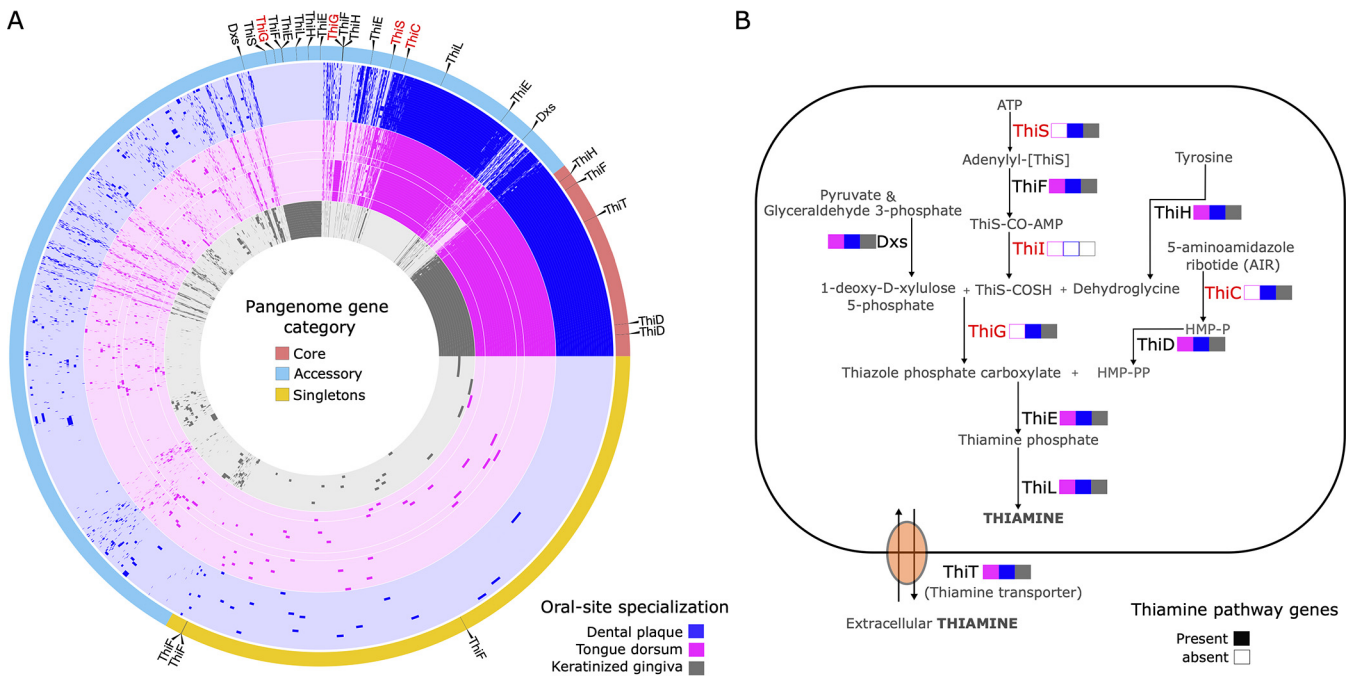 A
Dxs
ThiS
ThiG
ThiE
ThiH
ThiE
ThiG
ThiF
ThiH
ThiE
ThiS
ThiC
ThiL
ThiE
Dxs
ThiH
ThiF
ThiT
ThiD
ThiD
ThiF
ThiF
ThiF
Pangenome gene
category
Core
Accessory
Singletons
Oral-site specialization
Dental plaque
Tongue dorsum
Keratinized gingiva
B
ATP
ThiS
Adenylyl-[ThiS]
ThiF
ThiS-CO-AMP
ThiI
Pyruvate &
Glyceraldehyde 3-phosphate
Dxs
1-deoxy-D-xylulose
5-phosphate
+ ThiS-COSH + Dehydroglycine
Tyrosine
ThiH
5-aminoamidazole
ribotide (AIR)
ThiC
HMP-P
ThiD
ThiG
Thiazole phosphate carboxylate + HMP-PP
ThiE
Thiamine phosphate
ThiL
THIAMINE
ThiT
(Thiamine transporter)
Extracellular THIAMINE
Thiamine pathway genes
Present
absent